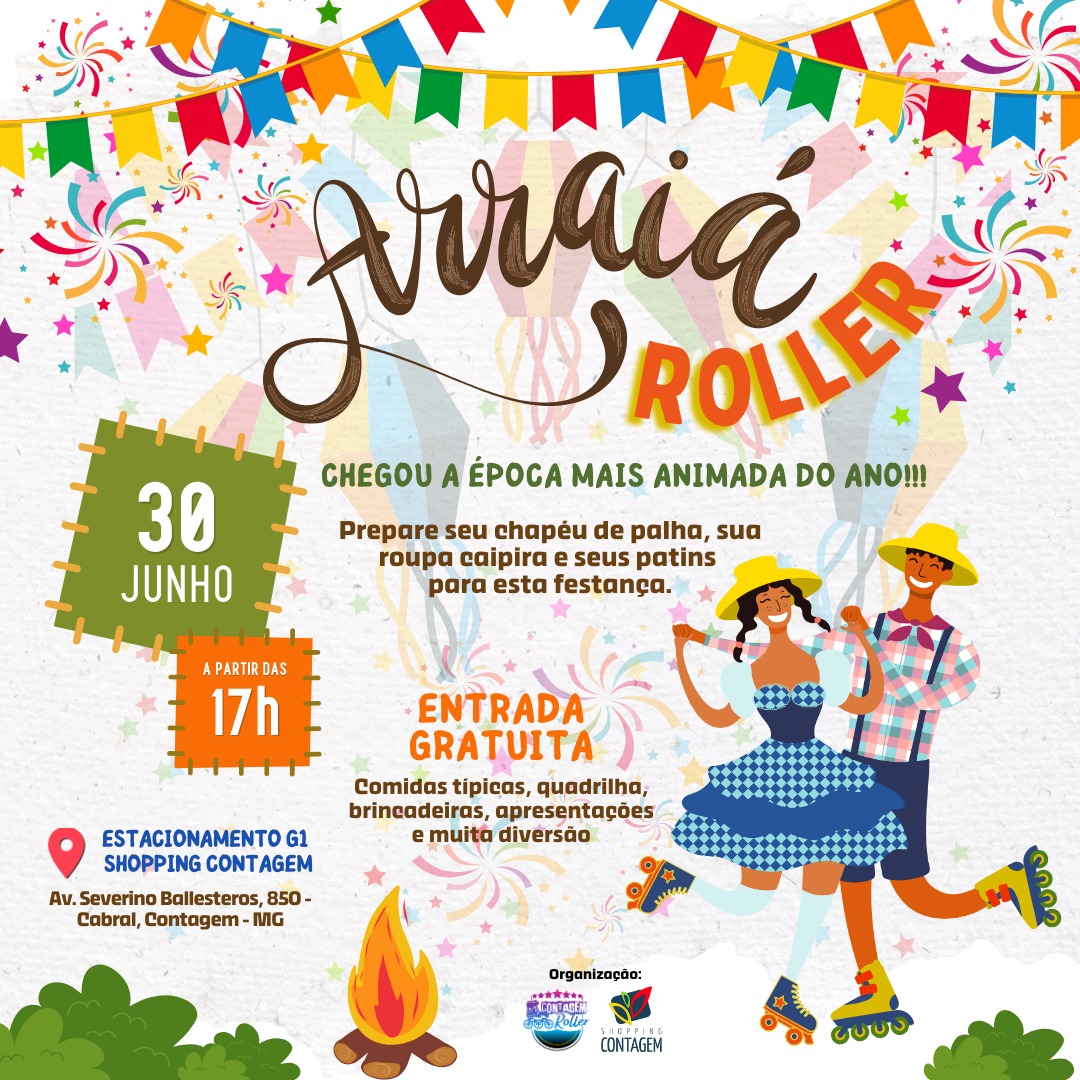 Arraiá
ROLLER
30
JUNHO
A PARTIR DAS
17h
CHEGOU A ÉPOCA MAIS ANIMADA DO ANO!!!
Prepare seu chapéu de palha, sua
roupa caipira e seus patins
para esta festança.
ENTRADA
GRATUITA
Comidas típicas, quadrilha,
brincadeiras, apresentações
e muita diversão
ESTACIONAMENTO G1
SHOPPING CONTAGEM
Av. Severino Ballesteros, 850 -
Cabral, Contagem - MG
Organização:
CONTAGEM
Roller
SHOPPING
CONTAGEM